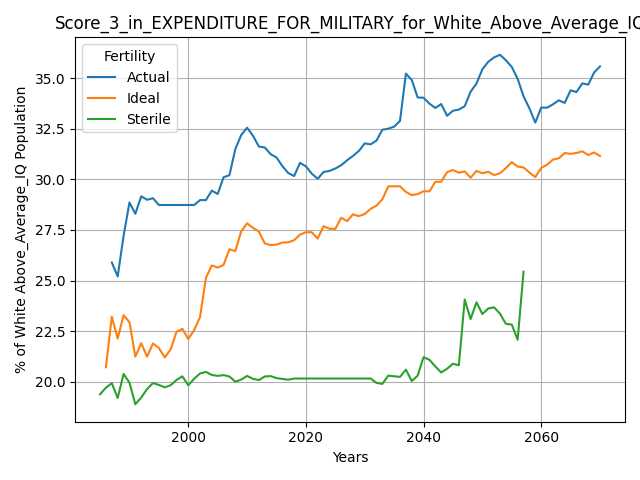 Score_3_in_EXPENDITURE_FOR_MILITARY_for_White_Above_Average_IQ
Fertility
Actual
Ideal
Sterile
% of White Above_Average_IQ Population
35.0
32.5
30.0
27.5
25.0
22.5
20.0
2000 2020 2040 2060
Years